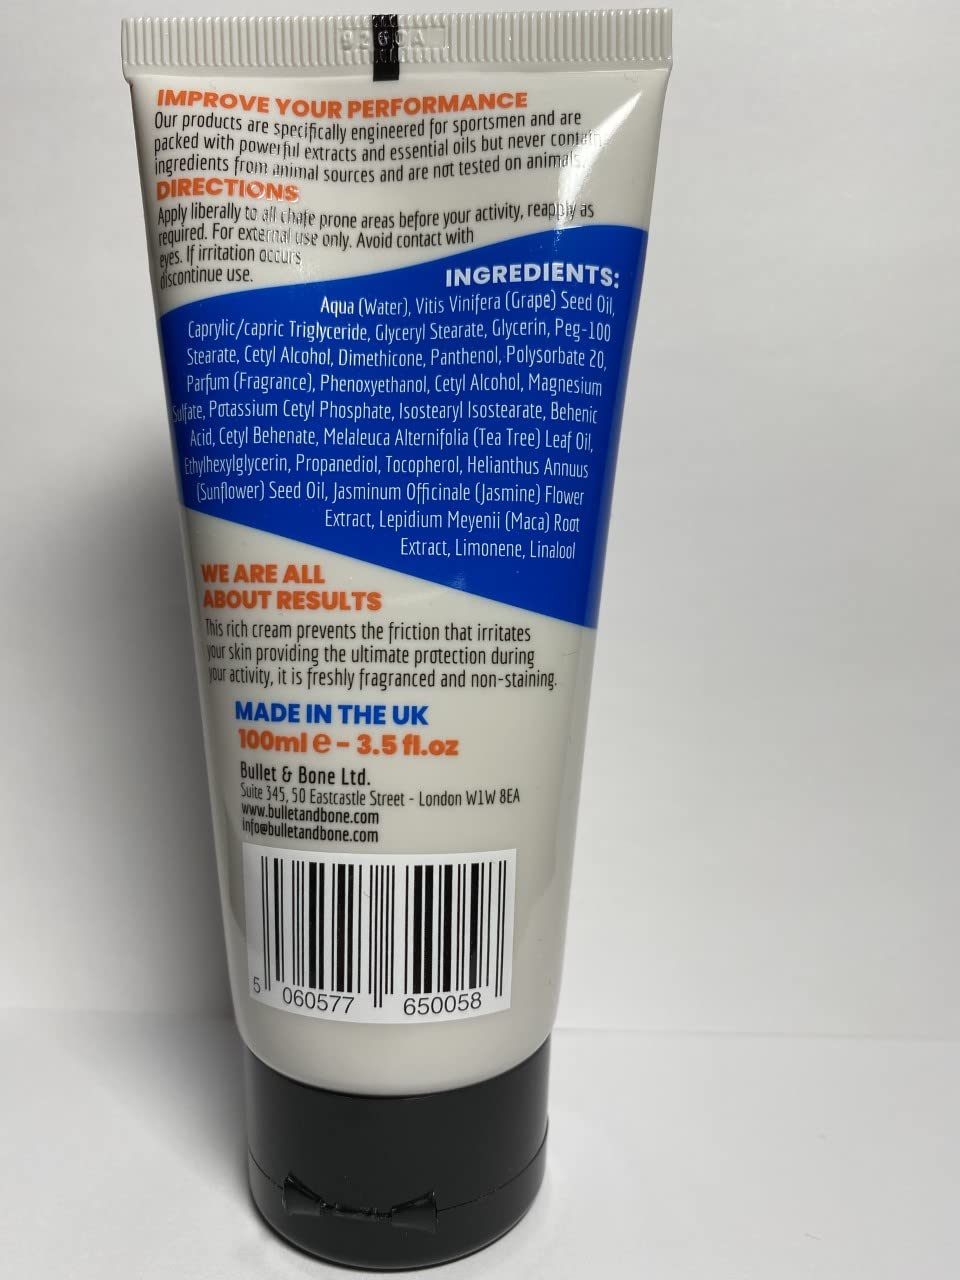 IMPROVE YOUR PERFORMANCE
Our products are specifically engineered for sportsmen and are
packed with powerful extracts and essential oils but never contain
ingredients from animal sources and are not tested on animals.
DIRECTIONS
Apply liberally to all chafe prone areas before your activity, reapply as
required. For external use only. Avoid contact with
eyes. If irritation occurs
discontinue use.
INGREDIENTS:
Aqua (Water), Vitis Vinifera (Grape) Seed Oil,
Caprylic/capric Triglyceride, Glyceryl Stearate, Glycerin, Peg-100
Stearate, Cetyl Alcohol, Dimethicone, Panthenol, Polysorbate 20,
Parfum (Fragrance), Phenoxyethanol, Cetyl Alcohol, Magnesium
Sulfate, Potassium Cetyl Phosphate, Isostearyl Isostearate, Behenic
Acid, Cetyl Behenate, Melaleuca Alternifolia (Tea Tree) Leaf Oil,
Ethylhexylglycerin, Propanediol, Tocopherol, Helianthus Annuus
(Sunflower) Seed Oil, Jasminum Officinale (Jasmine) Flower
Extract, Lepidium Meyenii (Maca) Root
Extract, Limonene, Linalool
WE ARE ALL
ABOUT RESULTS
This rich cream prevents the friction that irritates
your skin providing the ultimate protection during
your activity, it is freshly fragranced and non-staining.
MADE IN THE UK
100ml e - 3.5 fl.oz
Bullet & Bone Ltd.
Suite 345, 50 Eastcastle Street - London W1W 8EA
www.bulletandbone.com
info@bulletandbone.com
5 060577 650058